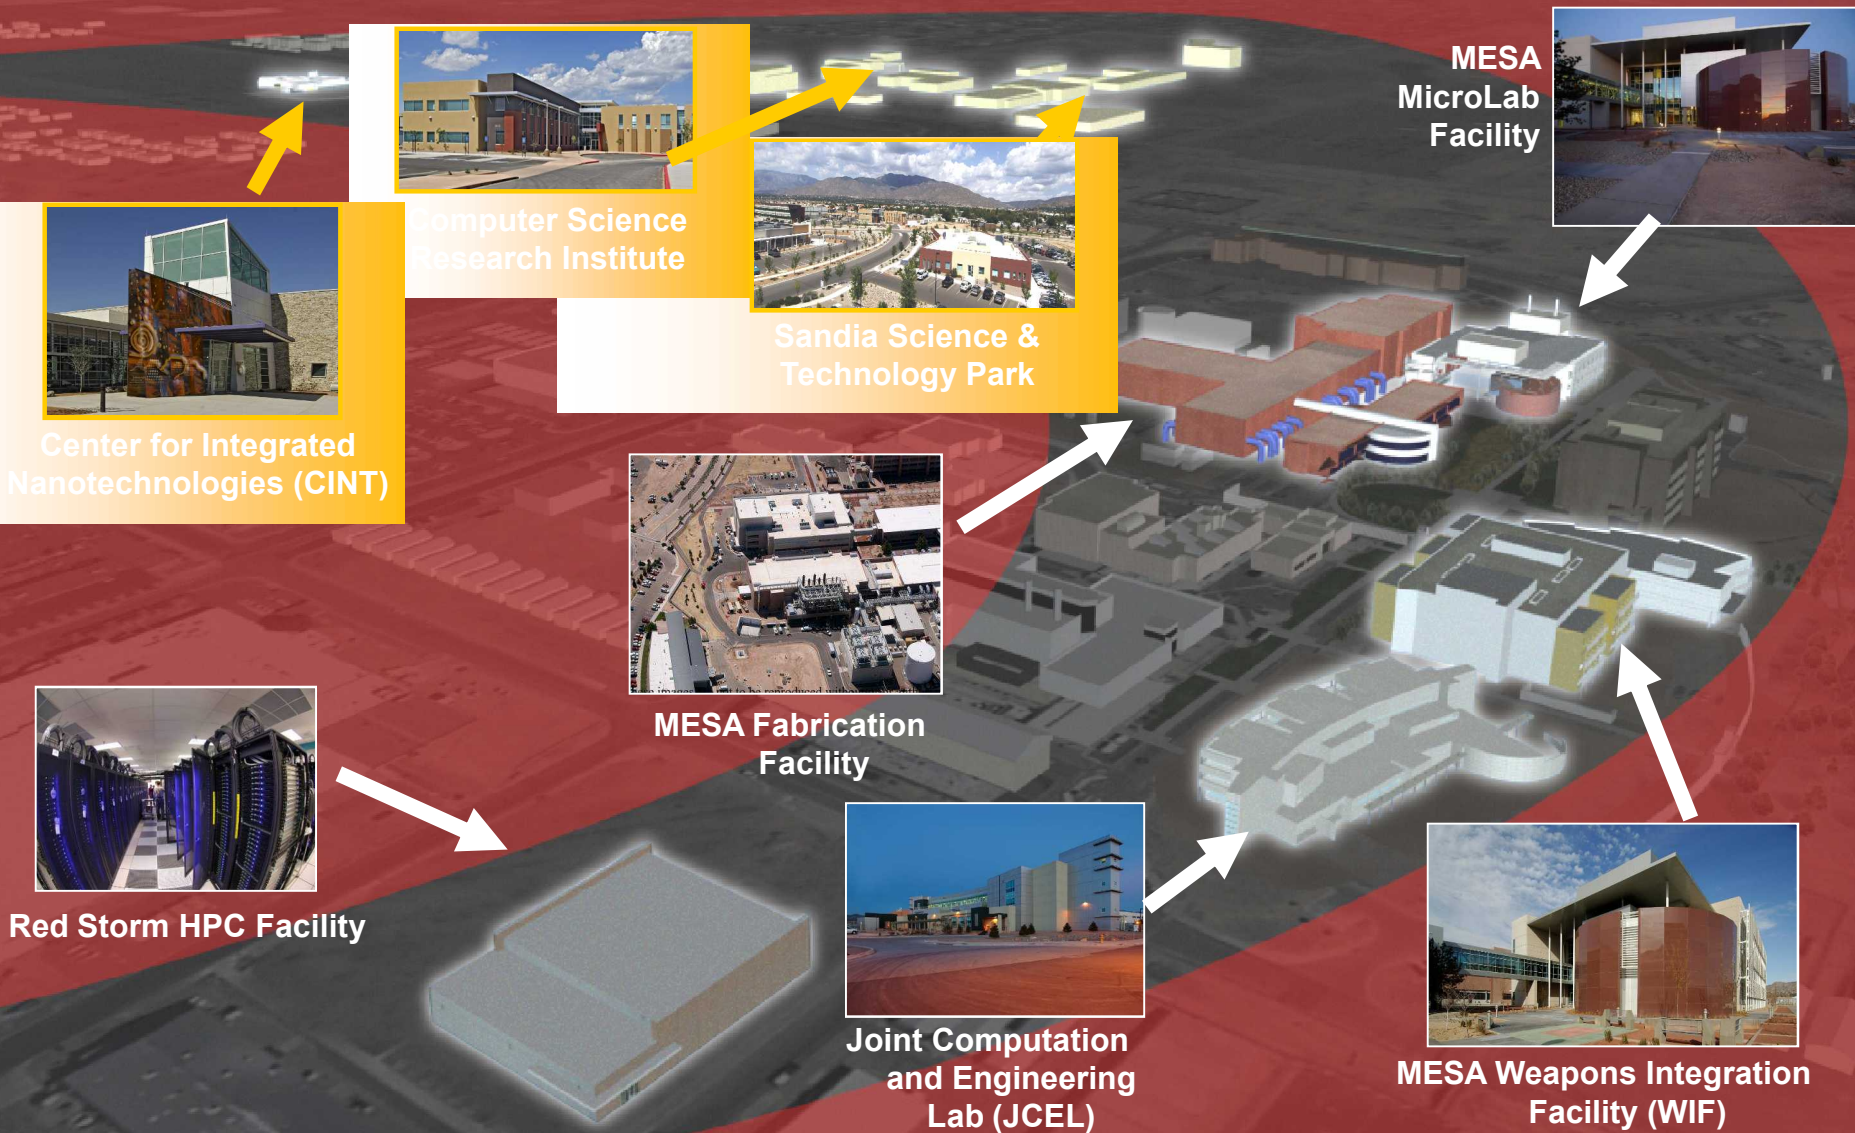 MESA
MicroLab
Facility
Computer Science
Research Institute
Sandia Science &
Technology Park
Center for Integrated
Nanotechnologies (CINT)
MESA Fabrication
Facility
Red Storm HPC Facility
Joint Computation
and Engineering
Lab (JCEL)
MESA Weapons Integration
Facility (WIF)